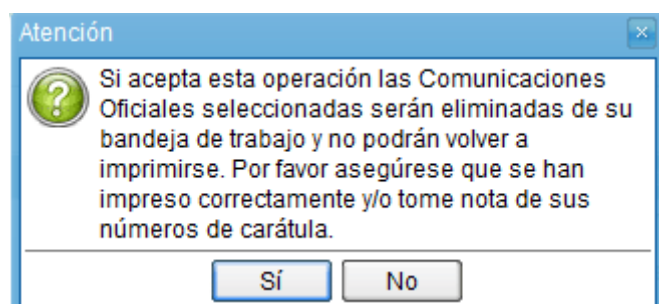 Atención
Si acepta esta operación las Comunicaciones
Oficiales seleccionadas serán eliminadas de su
bandeja de trabajo y no podrán volver a
imprimirse. Por favor asegúrese que se han
impreso correctamente y/o tome nota de sus
números de carátula.
Sí No